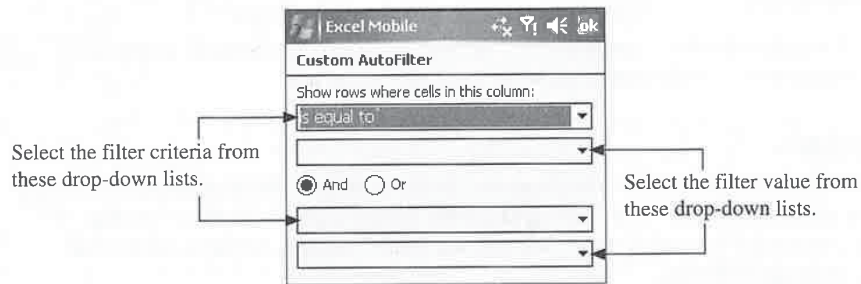 Excel Mobile
ok
Custom AutoFilter
Show rows where cells in this column:
is equal to
And
Or
Select the filter criteria from
these drop-down lists.
Select the filter value from
these drop-down lists.